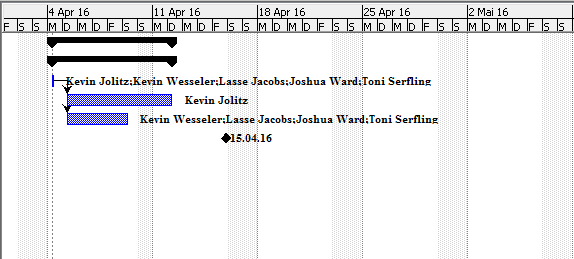 4 Apr 16 11 Apr 16 18 Apr 16 25 Apr 16 2 Mai 16
F S S M D M D F S S M D M D F S S M D M D F S S M D M D F S S M D M D F S S
Kevin Jolitz;Kevin Wesseler;Lasse Jacobs;Joshua Ward;Toni Serfling
Kevin Jolitz
Kevin Wesseler;Lasse Jacobs;Joshua Ward;Toni Serfling
15.04.16